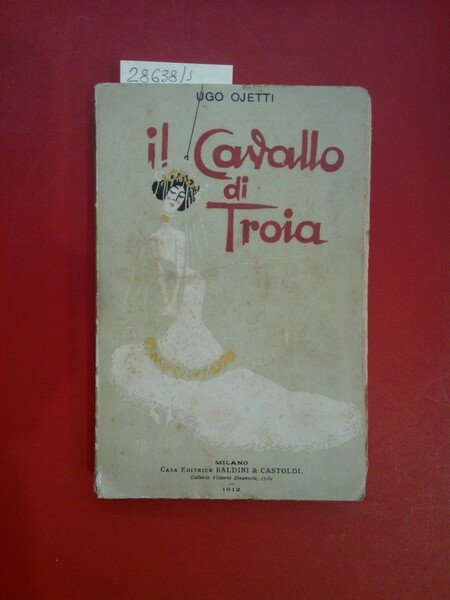 28638/s
UGO OJETTI
il Cavallo
di
Troia
MILANO
CASA EDITRICE BALDINI & CASTOLDI.
Galleria Vittorio Emanuele, 17-80
1912